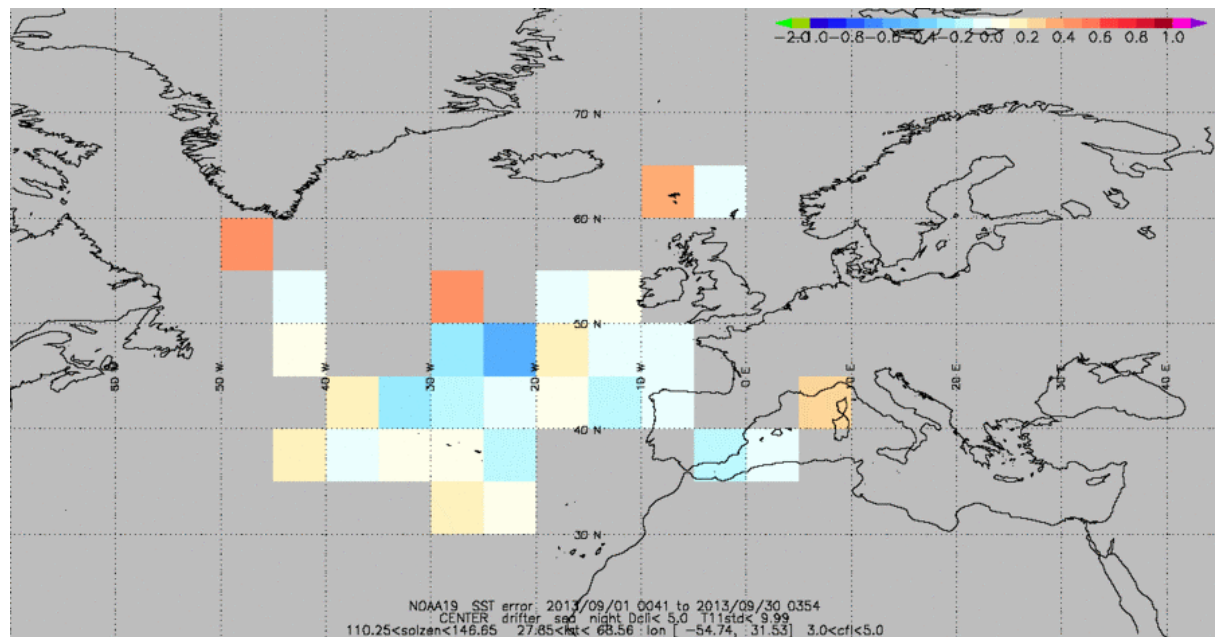 -2.0 -1.0 -0.8 -0.6 -0.4 -0.2 0.0 0.2 0.4 0.6 0.8 1.0
70 N
60 N
50 N
60 W 50 W 40 W 30 W 20 W 10 W 0 E 20 E 30 E 40 E
40 N
30 N
NOAA19 SST error 2013/09/01 0041 to 2013/09/30 0354
CENTER drifter sea night Dcli< 5.0 T11std< 9.99
110.25<solzen<146.65 27.85<lat< 68.56 lon [ -54.74, 31.53] 3.0<cfl<5.0